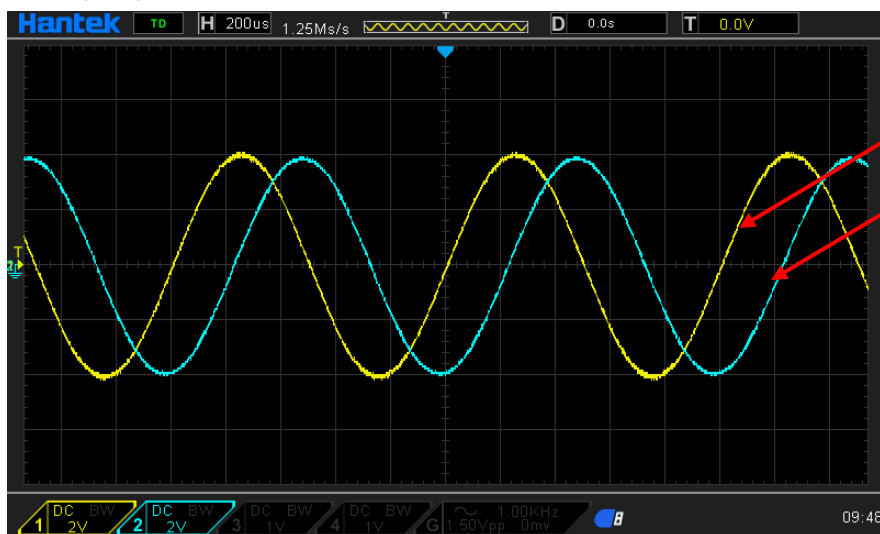 Hantek TD H 200us 1.25Ms/s T D 0.0s T 0.0V
T
1 DC BW 2V 2 DC BW 2V 3 DC BW 1V 4 DC BW 1V G 1.00KHz 1.50Vpp 0mv 09:48